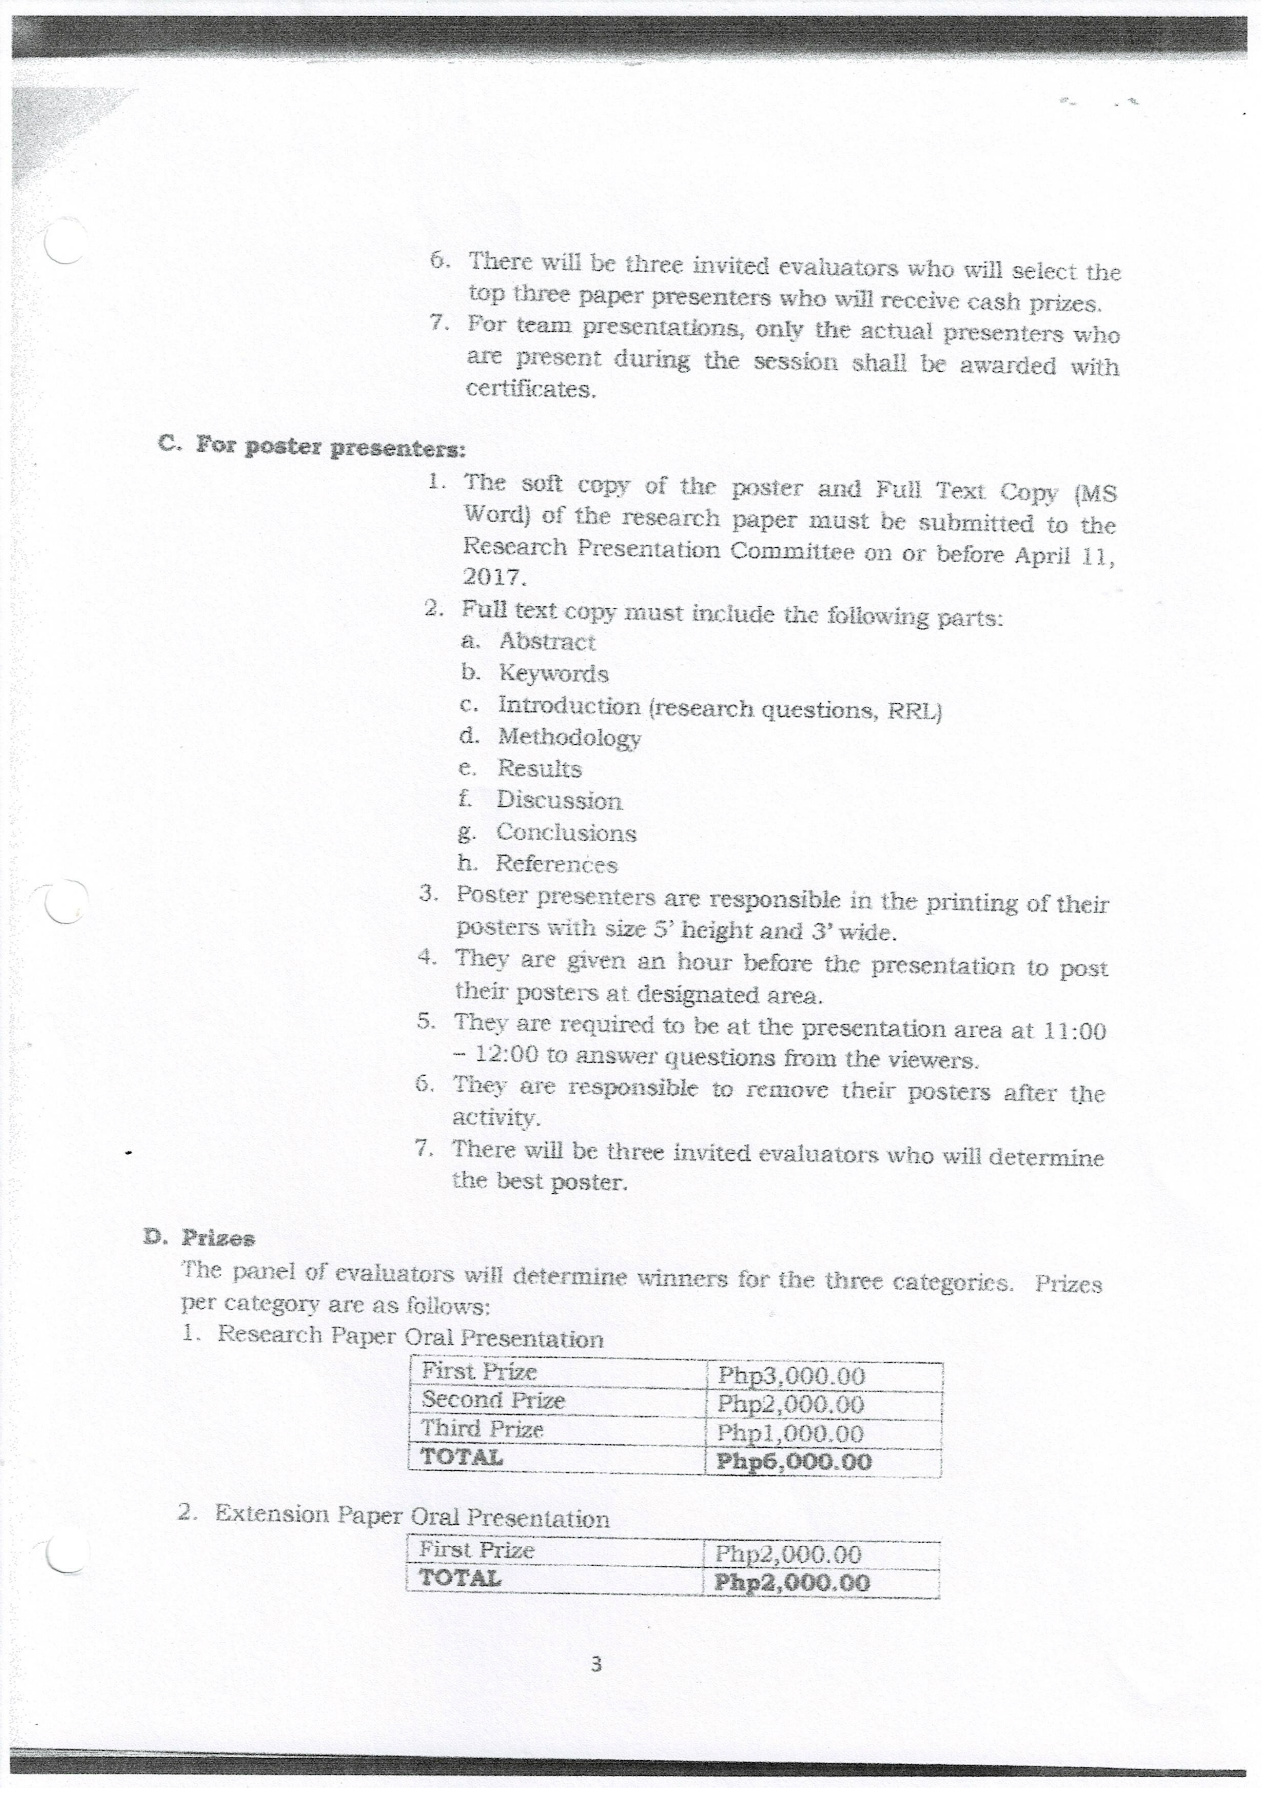 6. There will be three invited evaluators who will select the
top three paper presenters who will receive cash prizes.
7. For team presentations, only the actual presenters who
are present during the session shall be awarded with
certificates.
C. For poster presenters:
1. The soft copy of the poster and Full Text Copy (MS
Word) of the research paper must be submitted to the
Research Presentation Committee on or before April 11,
2017.
2. Full text copy must include the following parts:
a. Abstract
b. Keywords
c. Introduction (research questions, RRL)
d. Methodology
e. Results
f. Discussion
g. Conclusions
h. References
3. Poster presenters are responsible in the printing of their
posters with size 5' height and 3' wide.
4. They are given an hour before the presentation to post
their posters at designated area.
5. They are required to be at the presentation area at 11:00
– 12:00 to answer questions from the viewers.
6. They are responsible to remove their posters after the
activity.
7. There will be three invited evaluators who will determine
the best poster.
D. Prizes
The panel of evaluators will determine winners for the three categories. Prizes
per category are as follows:
1. Research Paper Oral Presentation
First Prize Php3,000.00
Second Prize Php2,000.00
Third Prize Php1,000.00
TOTAL Php6,000.00
2. Extension Paper Oral Presentation
First Prize Php2,000.00
TOTAL Php2,000.00
3